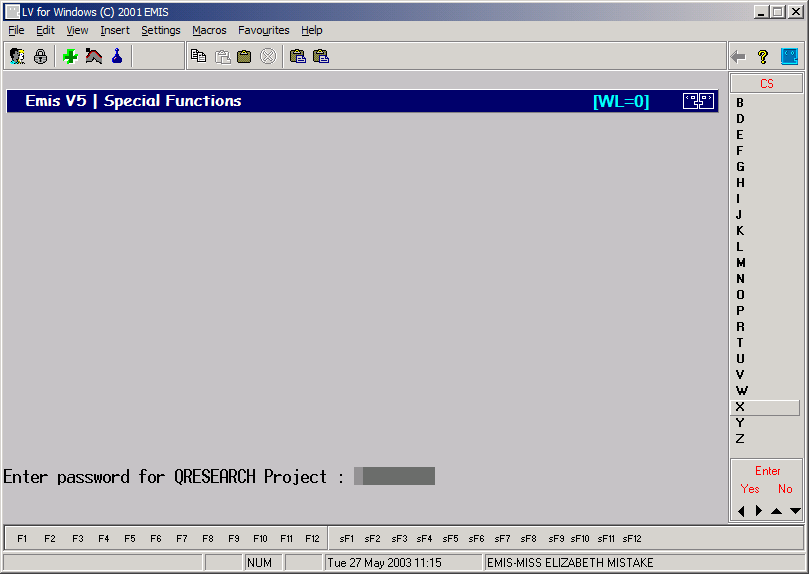 LV for Windows (C) 2001 EMIS
File Edit View Insert Settings Macros Favourites Help
CS
Emis V5 | Special Functions [WL=0]
B
D
E
F
G
H
I
J
K
L
M
N
O
P
R
T
U
V
W
X
Y
Z
Enter password for QRESEARCH Project :
Enter
Yes No
F1 F2 F3 F4 F5 F6 F7 F8 F9 F10 F11 F12 sF1 sF2 sF3 sF4 sF5 sF6 sF7 sF8 sF9 sF10 sF11 sF12
NUM Tue 27 May 2003 11:15 EMIS-MISS ELIZABETH MISTAKE